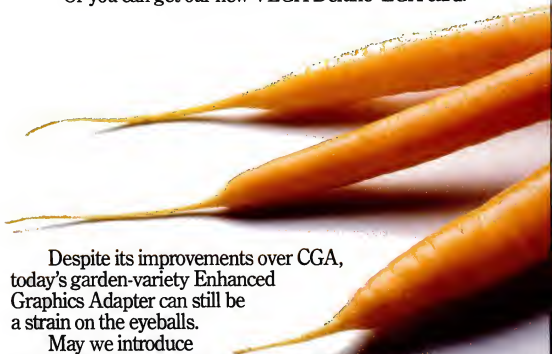 Despite its improvements over CGA,
today's garden-variety Enhanced
Graphics Adapter can still be
a strain on the eyeballs.
May we introduce